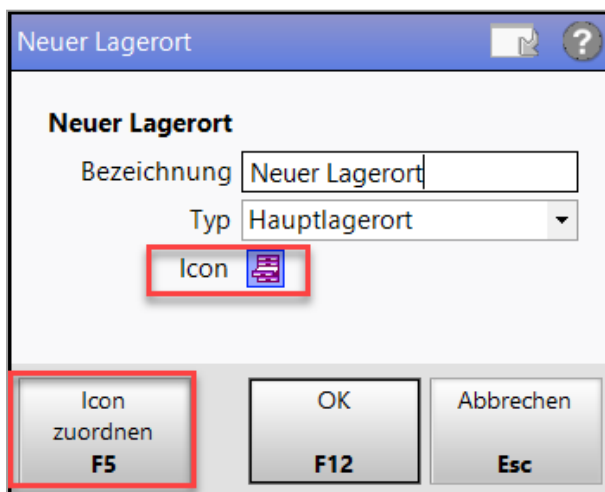 Neuer Lagerort
?
Neuer Lagerort
Bezeichnung Neuer Lagerort
Typ Hauptlagerort
Icon
Icon zuordnen F5
OK F12
Abbrechen Esc